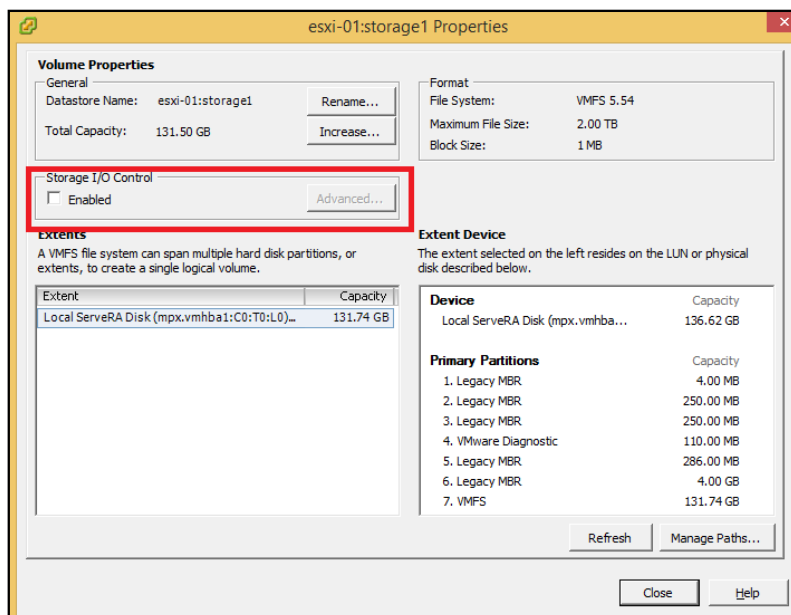 esxi-01:storage1 Properties
Volume Properties
General
Datastore Name: esxi-01:storage1 Rename...
Total Capacity: 131.50 GB Increase...
Format
File System: VMFS 5.54
Maximum File Size: 2.00 TB
Block Size: 1 MB
Storage I/O Control
Enabled Advanced...
Extents
A VMFS file system can span multiple hard disk partitions, or
extents, to create a single logical volume.
Extent Capacity
Local ServeRA Disk (mpx.vmhba1:C0:T0:L0)... 131.74 GB
Extent Device
The extent selected on the left resides on the LUN or physical
disk described below.
Device Capacity
Local ServeRA Disk (mpx.vmhba... 136.62 GB
Primary Partitions Capacity
1. Legacy MBR 4.00 MB
2. Legacy MBR 250.00 MB
3. Legacy MBR 250.00 MB
4. VMware Diagnostic 110.00 MB
5. Legacy MBR 286.00 MB
6. Legacy MBR 4.00 GB
7. VMFS 131.74 GB
Refresh Manage Paths...
Close Help